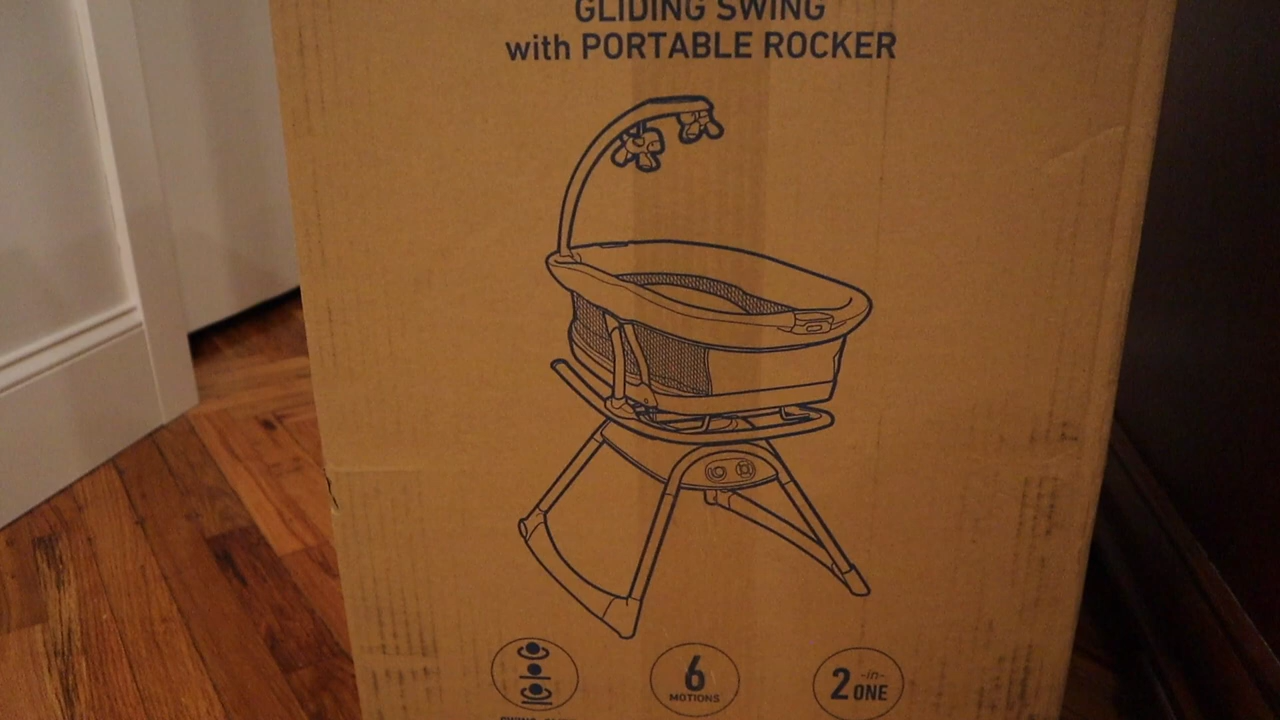 GLIDING SWING
with PORTABLE ROCKER
6
MOTIONS
2 -in- ONE